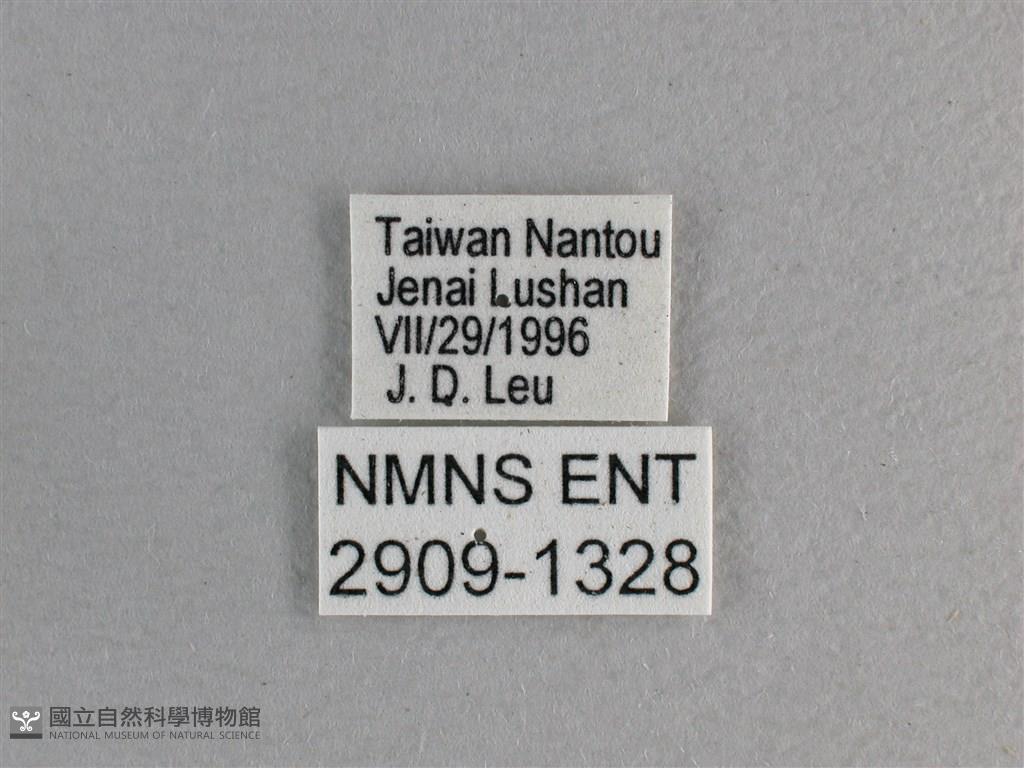 Taiwan Nantou
Jenai Lushan
VII/29/1996
J. D. Leu
NMNS ENT
2909-1328
國立自然科學博物館
NATIONAL MUSEUM OF NATURAL SCIENCE